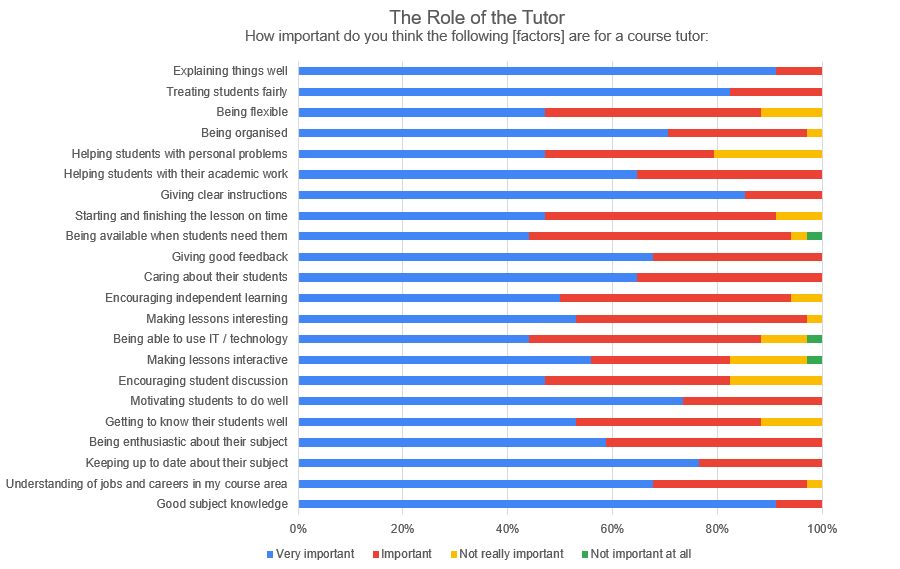 The Role of the Tutor
How important do you think the following [factors] are for a course tutor:
Explaining things well
Treating students fairly
Being flexible
Being organised
Helping students with personal problems
Helping students with their academic work
Giving clear instructions
Starting and finishing the lesson on time
Being available when students need them
Giving good feedback
Caring about their students
Encouraging independent learning
Making lessons interesting
Being able to use IT / technology
Making lessons interactive
Encouraging student discussion
Motivating students to do well
Getting to know their students well
Being enthusiastic about their subject
Keeping up to date about their subject
Understanding of jobs and careers in my course area
Good subject knowledge
0% 20% 40% 60% 80% 100%
Very important Important Not really important Not important at all